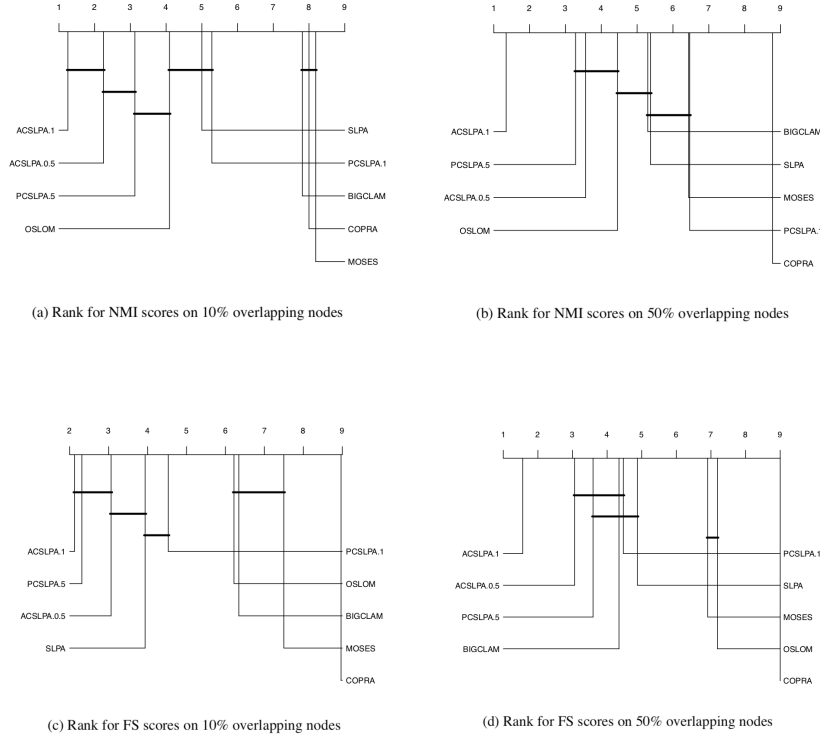 1 2 3 4 5 6 7 8 9
ACSLPA.1
ACSLPA.0.5
PCSLPA.5
OSLOM
SLPA
PCSLPA.1
BIGCLAM
COPRA
MOSES
(a) Rank for NMI scores on 10% overlapping nodes
1 2 3 4 5 6 7 8 9
ACSLPA.1
PCSLPA.5
ACSLPA.0.5
OSLOM
BIGCLAM
SLPA
MOSES
PCSLPA.1
COPRA
(b) Rank for NMI scores on 50% overlapping nodes
2 3 4 5 6 7 8 9
ACSLPA.1
PCSLPA.5
ACSLPA.0.5
SLPA
PCSLPA.1
OSLOM
BIGCLAM
MOSES
COPRA
(c) Rank for FS scores on 10% overlapping nodes
1 2 3 4 5 6 7 8 9
ACSLPA.1
ACSLPA.0.5
PCSLPA.5
BIGCLAM
PCSLPA.1
SLPA
MOSES
OSLOM
COPRA
(d) Rank for FS scores on 50% overlapping nodes